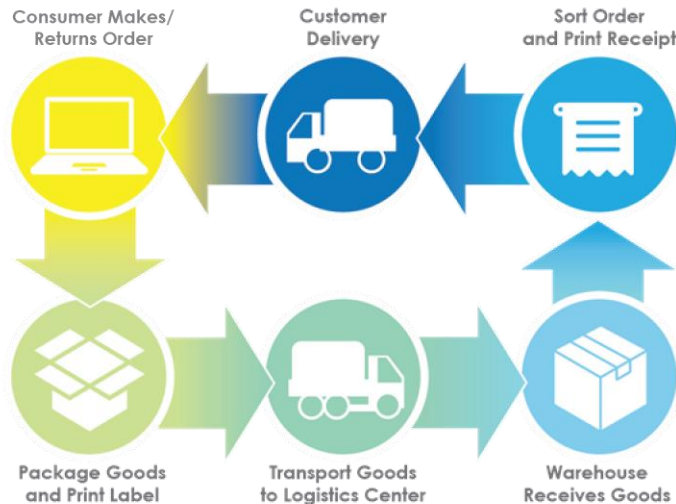 Consumer Makes/
Returns Order
Customer
Delivery
Sort Order
and Print Receipt
Package Goods
and Print Label
Transport Goods
to Logistics Center
Warehouse
Receives Goods